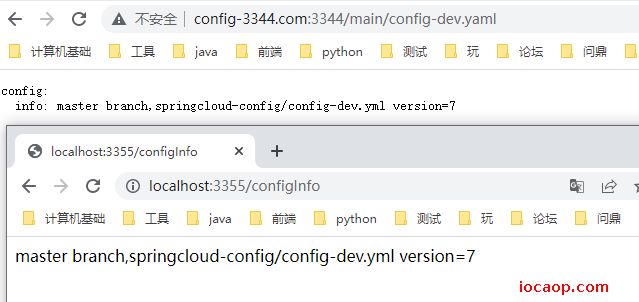 不安全 | config-3344.com:3344/main/config-dev.yaml
计算机基础 工具 java 前端 python 测试 玩 论坛 问鼎
config:
info: master branch,springcloud-config/config-dev.yml version=7
localhost:3355/configInfo
localhost:3355/configInfo
计算机基础 工具 java 前端 python 测试 玩 论坛 问鼎
master branch,springcloud-config/config-dev.yml version=7
iocaop.com